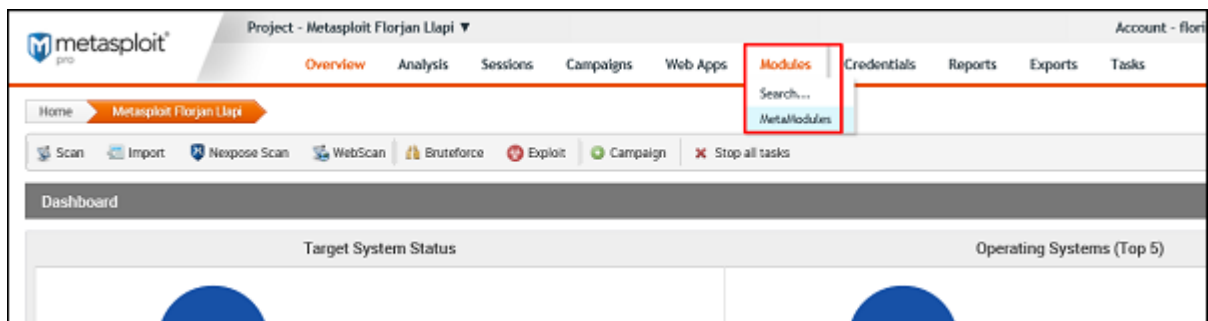 Project - Metasploit Florjan Llapi ▼ Account - flori
metasploit®
pro
Overview Analysis Sessions Campaigns Web Apps Modules Credentials Reports Exports Tasks
Search...
MetaModules
Home Metasploit Florjan Llapi
Scan Import Nexpose Scan WebScan Bruteforce Exploit Campaign Stop all tasks
Dashboard
Target System Status Operating Systems (Top 5)